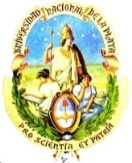 UNIVERSIDAD NACIONAL DE LA PLATA
PRO SCIENTIA ET PATRIA